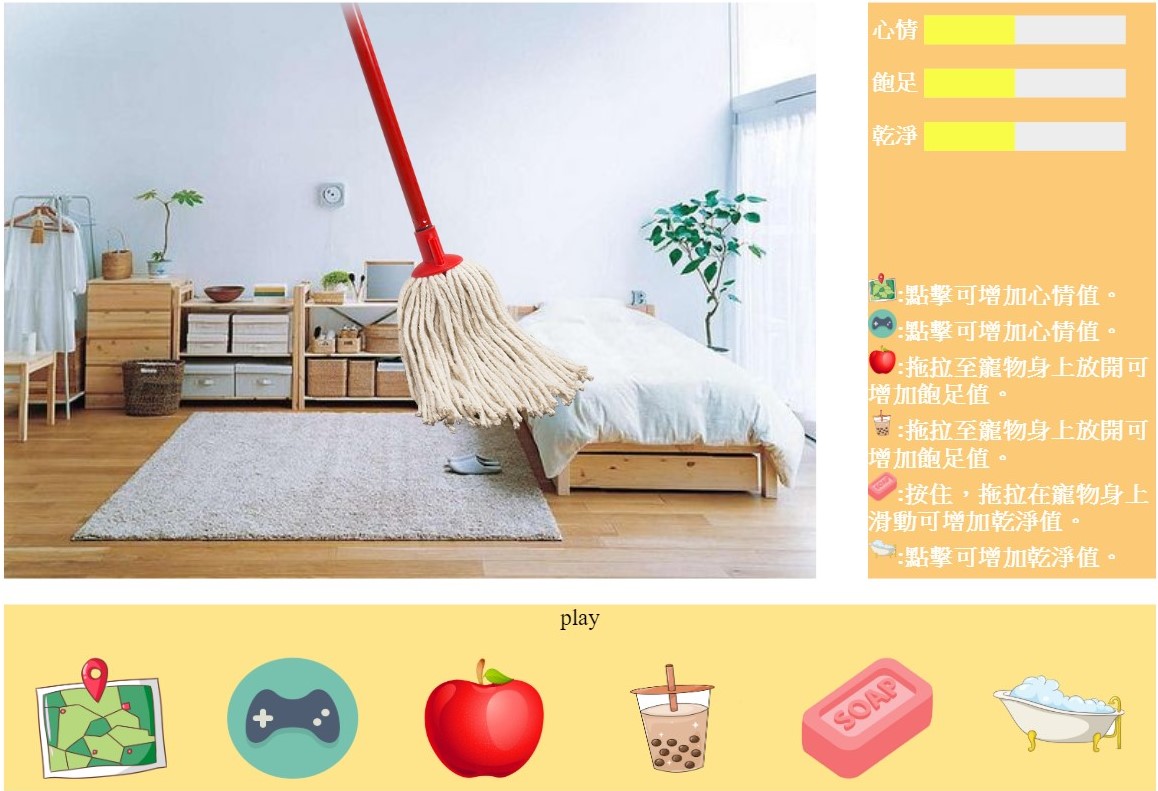 心情
飽足
乾淨
:點擊可增加心情值。
:點擊可增加心情值。
:拖拉至寵物身上放開可
增加飽足值。
:拖拉至寵物身上放開可
增加飽足值。
:按住，拖拉在寵物身上
滑動可增加乾淨值。
:點擊可增加乾淨值。
B
play
SOAP